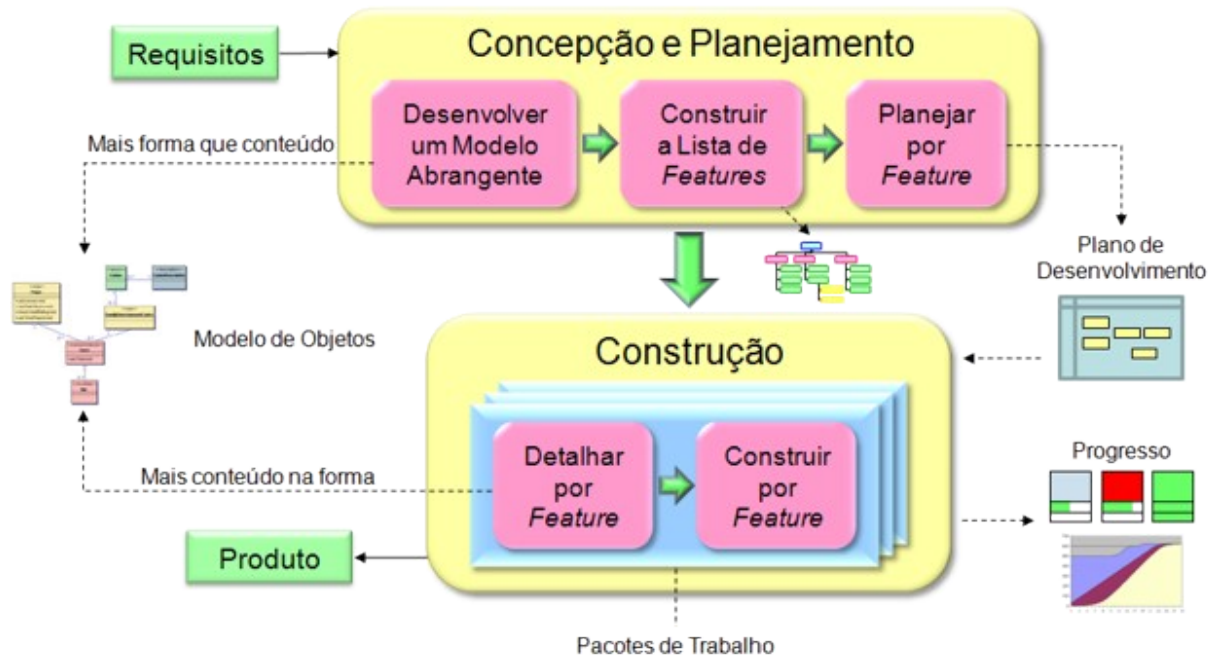 Requisitos
Concepção e Planejamento
Desenvolver
um Modelo
Abrangente
Construir
a Lista de
Features
Planejar
por
Feature
Mais forma que conteúdo
Plano de
Desenvolvimento
Modelo de Objetos
Construção
Detalhar
por
Feature
Construir
por
Feature
Mais conteúdo na forma
Progresso
Produto
Pacotes de Trabalho